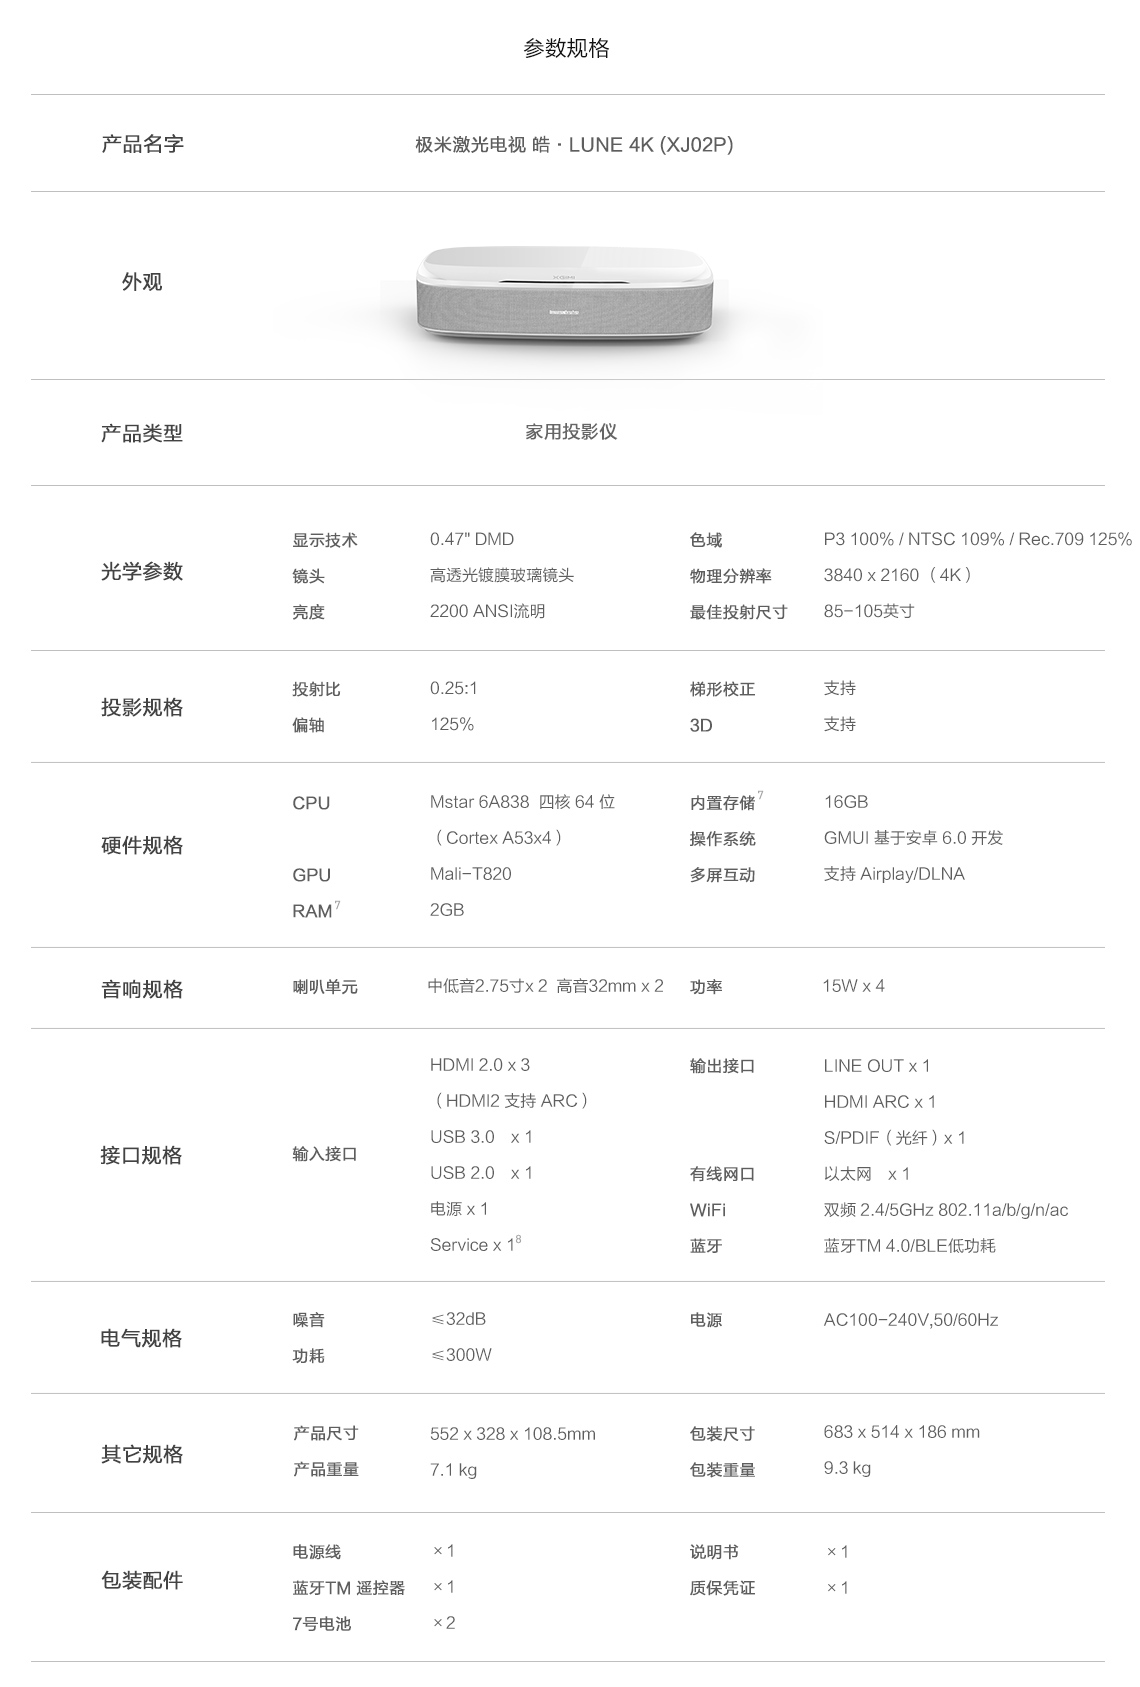 参数规格
产品名字 极米激光电视 皓 · LUNE 4K (XJ02P)
外观
XGIMI
harman/kardon
产品类型 家用投影仪
光学参数
显示技术 0.47" DMD 色域 P3 100% / NTSC 109% / Rec.709 125%
镜头 高透光镀膜玻璃镜头 物理分辨率 3840 x 2160（4K）
亮度 2200 ANSI流明 最佳投射尺寸 85-105英寸
投影规格
投射比 0.25:1 梯形校正 支持
偏轴 125% 3D 支持
硬件规格
CPU Mstar 6A838 四核 64 位 内置存储7 16GB
（Cortex A53x4） 操作系统 GMUI 基于安卓 6.0 开发
GPU Mali-T820 多屏互动 支持 Airplay/DLNA
RAM7 2GB
音响规格 喇叭单元 中低音2.75寸x 2 高音32mm x 2 功率 15W x 4
接口规格
输入接口
HDMI 2.0 x 3 输出接口 LINE OUT x 1
（HDMI2 支持 ARC） HDMI ARC x 1
USB 3.0 x 1 S/PDIF（光纤）x 1
USB 2.0 x 1 有线网口 以太网 x 1
电源 x 1 WiFi 双频 2.4/5GHz 802.11a/b/g/n/ac
Service x 18 蓝牙 蓝牙TM 4.0/BLE低功耗
电气规格
噪音 ≤32dB 电源 AC100-240V,50/60Hz
功耗 ≤300W
其它规格
产品尺寸 552 x 328 x 108.5mm 包装尺寸 683 x 514 x 186 mm
产品重量 7.1 kg 包装重量 9.3 kg
包装配件
电源线 ×1 说明书 ×1
蓝牙TM 遥控器 ×1 质保凭证 ×1
7号电池 ×2